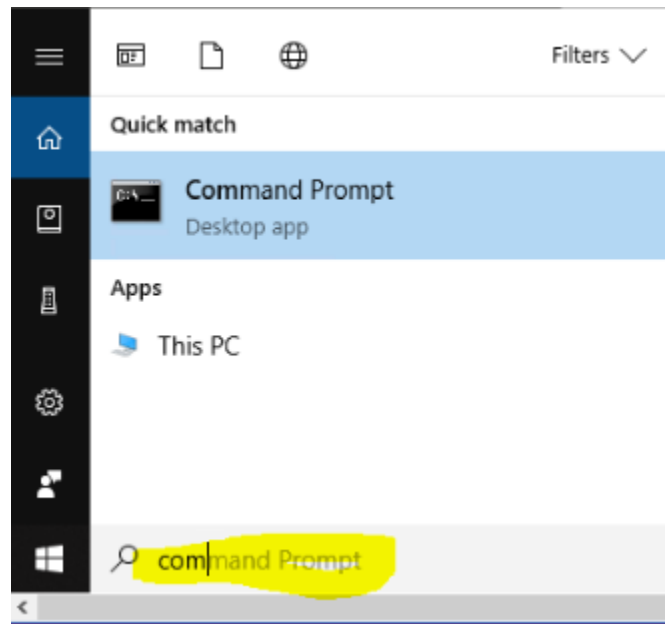 Filters
Quick match
C:\_
Command Prompt
Desktop app
Apps
This PC
command Prompt